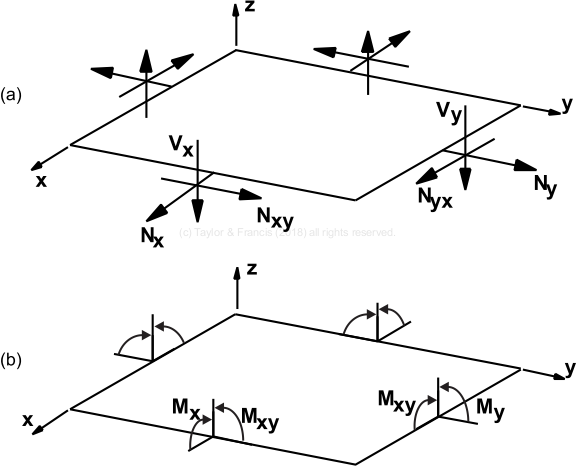 z
(a)
y
Vy
Vx
x
Ny
Nyx
Nxy
Nx
(c) Taylor & Francis (2018) all rights reserved.
z
(b)
y
x
Mx
Mxy
Mxy
My